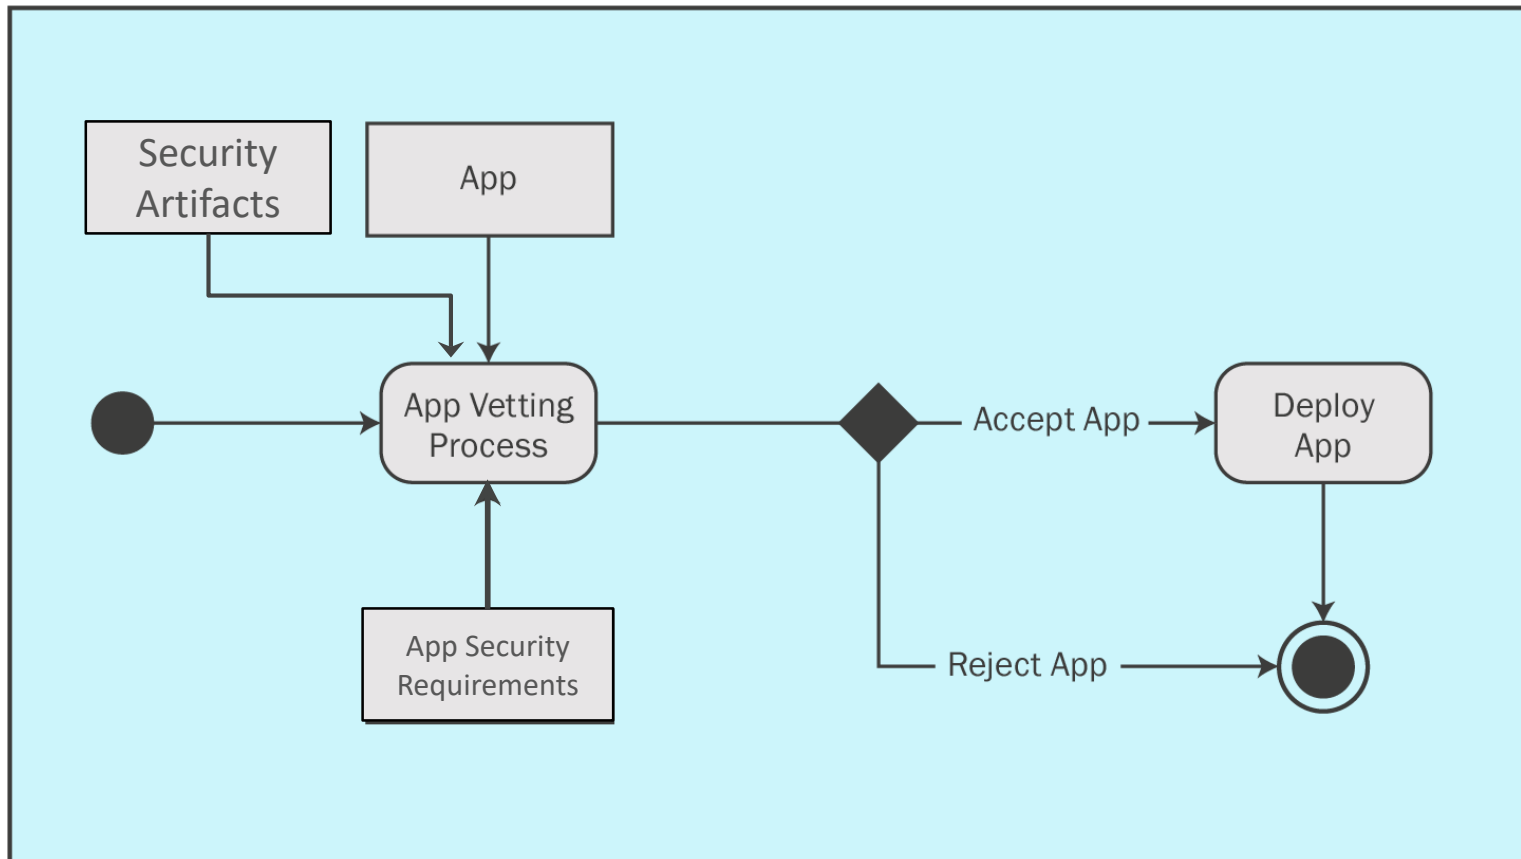 Security
Artifacts
App
App Vetting
Process
Accept App
Deploy
App
App Security
Requirements
Reject App